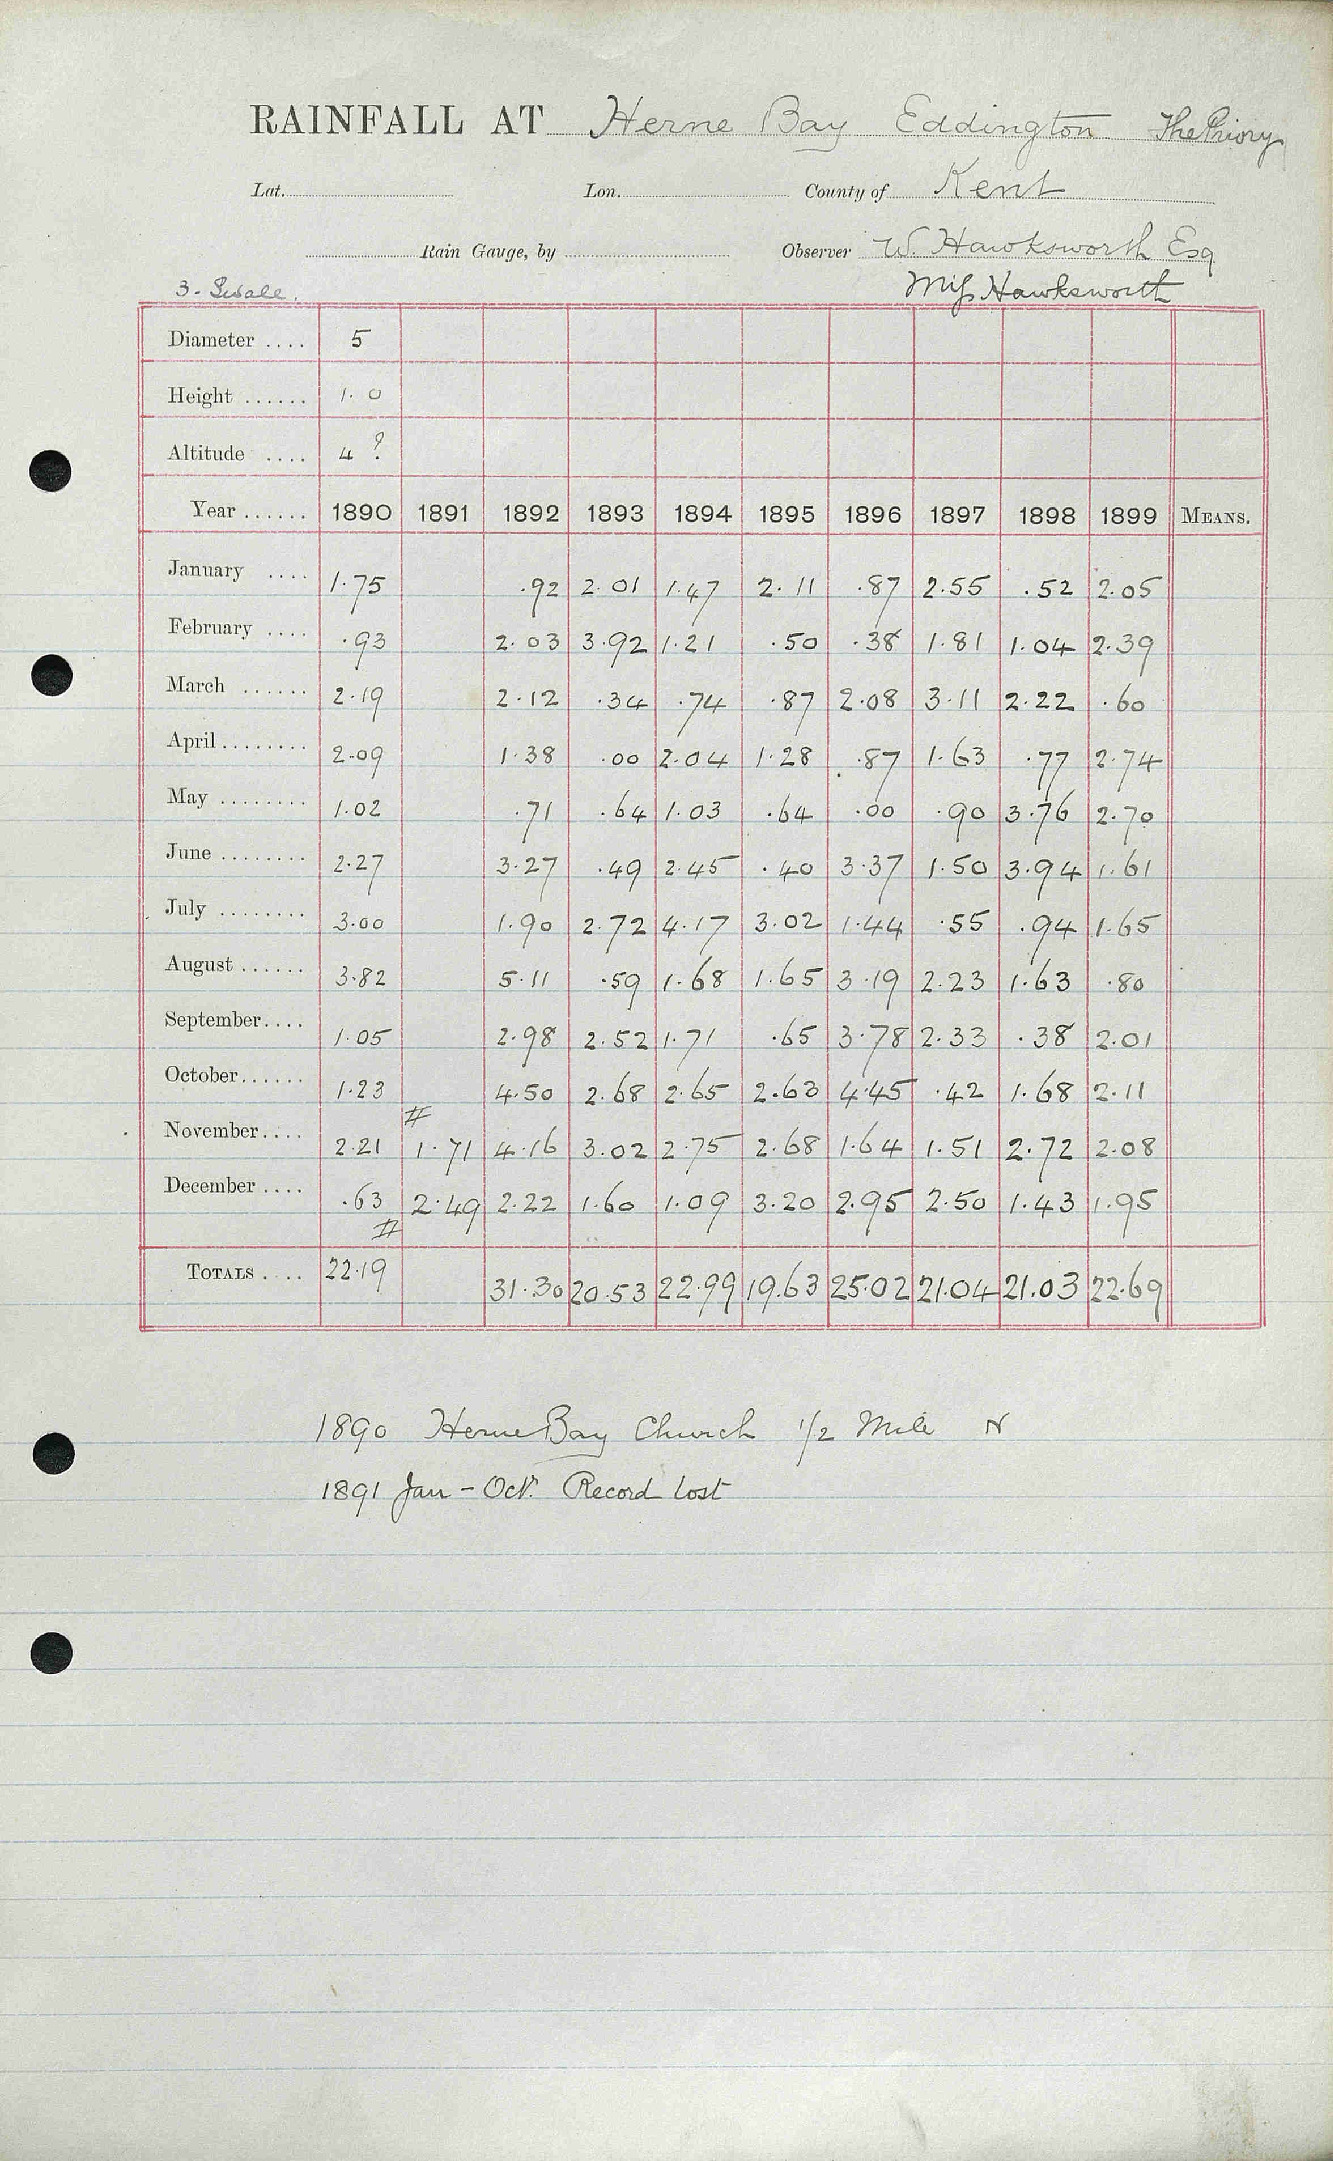 RAINFALL AT Herne Bay Eddington The Priory
Lat. Lon. County of Kent
Rain Gauge, by Observer W. Hawksworth Esq
3 - Swale. Miss Hawksworth
Diameter .... 5
Height ...... 1.0
Altitude .... 4 ?
Year ...... 1890 1891 1892 1893 1894 1895 1896 1897 1898 1899 MEANS.
January .... 1.75 .92 2.01 1.47 2.11 .87 2.55 .52 2.05
February .... .93 2.03 3.92 1.21 .50 .38 1.81 1.04 2.39
March ...... 2.19 2.12 .34 .74 .87 2.08 3.11 2.22 .60
April ........ 2.09 1.38 .00 2.04 1.28 .87 1.63 .77 2.74
May ........ 1.02 .71 .64 1.03 .64 .00 .90 3.76 2.70
June ........ 2.27 3.27 .49 2.45 .40 3.37 1.50 3.94 1.61
July ........ 3.00 1.90 2.72 4.17 3.02 1.44 .55 .94 1.65
August ...... 3.82 5.11 .59 1.68 1.65 3.19 2.23 1.63 .80
September .... 1.05 2.98 2.52 1.71 .65 3.78 2.33 .38 2.01
October ...... 1.23 4.50 2.68 2.65 2.63 4.45 .42 1.68 2.11
#
November .... 2.21 1.71 4.16 3.02 2.75 2.68 1.64 1.51 2.72 2.08
December .... .63 2.49 2.22 1.60 1.09 3.20 2.95 2.50 1.43 1.95
#
TOTALS .... 22.19 31.30 20.53 22.99 19.63 25.02 21.04 21.03 22.69
1890 Herne Bay Church 1/2 Mile N
1891 Jan - Oct. Record lost